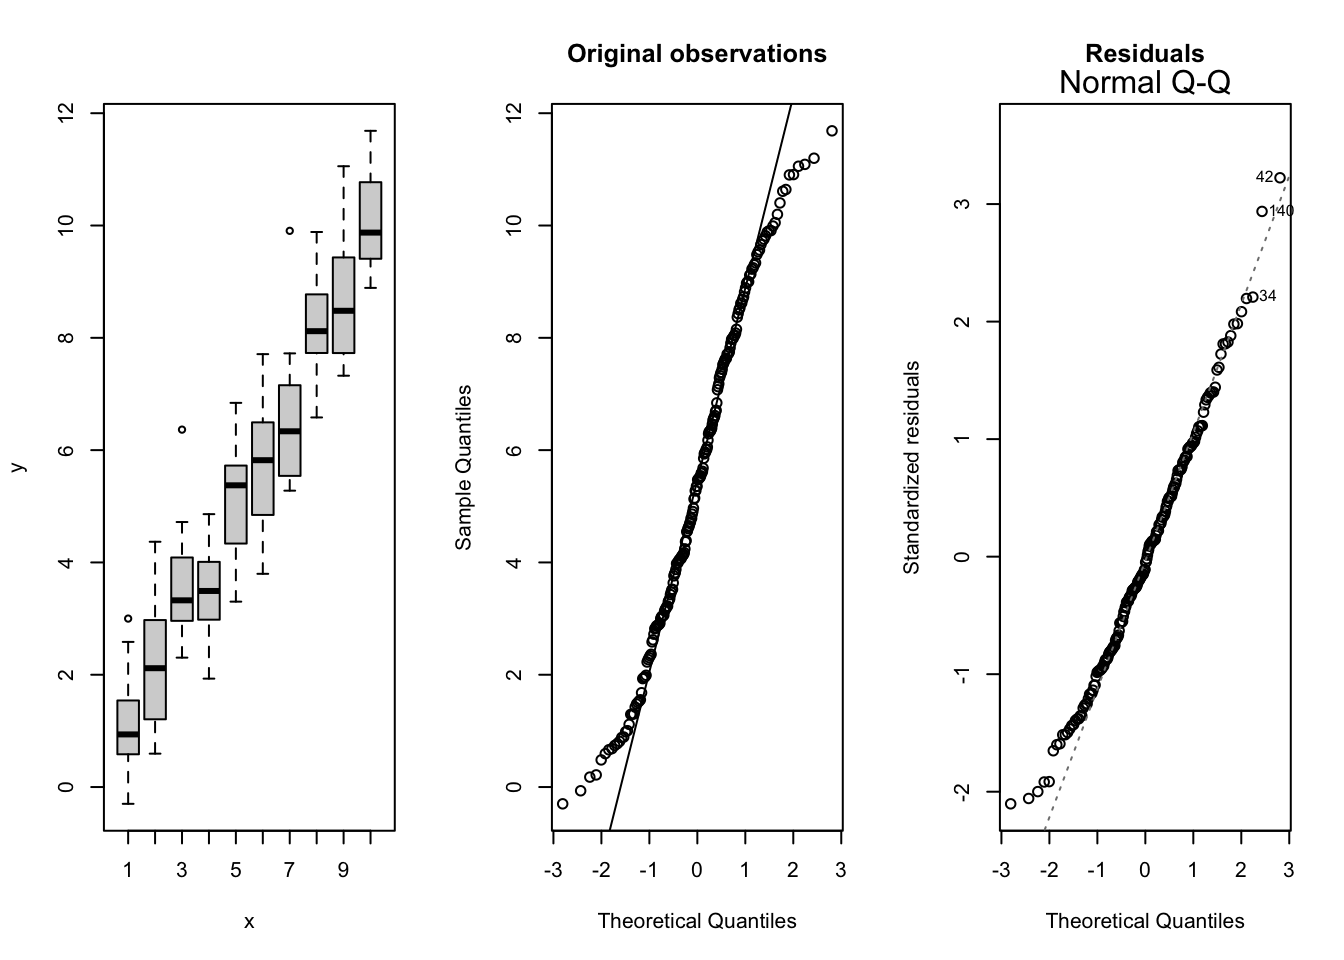 12
10
8
6
4
2
0
y
1 3 5 7 9
x
Original observations
12
10
8
6
4
2
0
Sample Quantiles
-3 -2 -1 0 1 2 3
Theoretical Quantiles
Residuals
Normal Q-Q
42
140
34
3
2
1
0
-1
-2
Standardized residuals
-3 -2 -1 0 1 2 3
Theoretical Quantiles